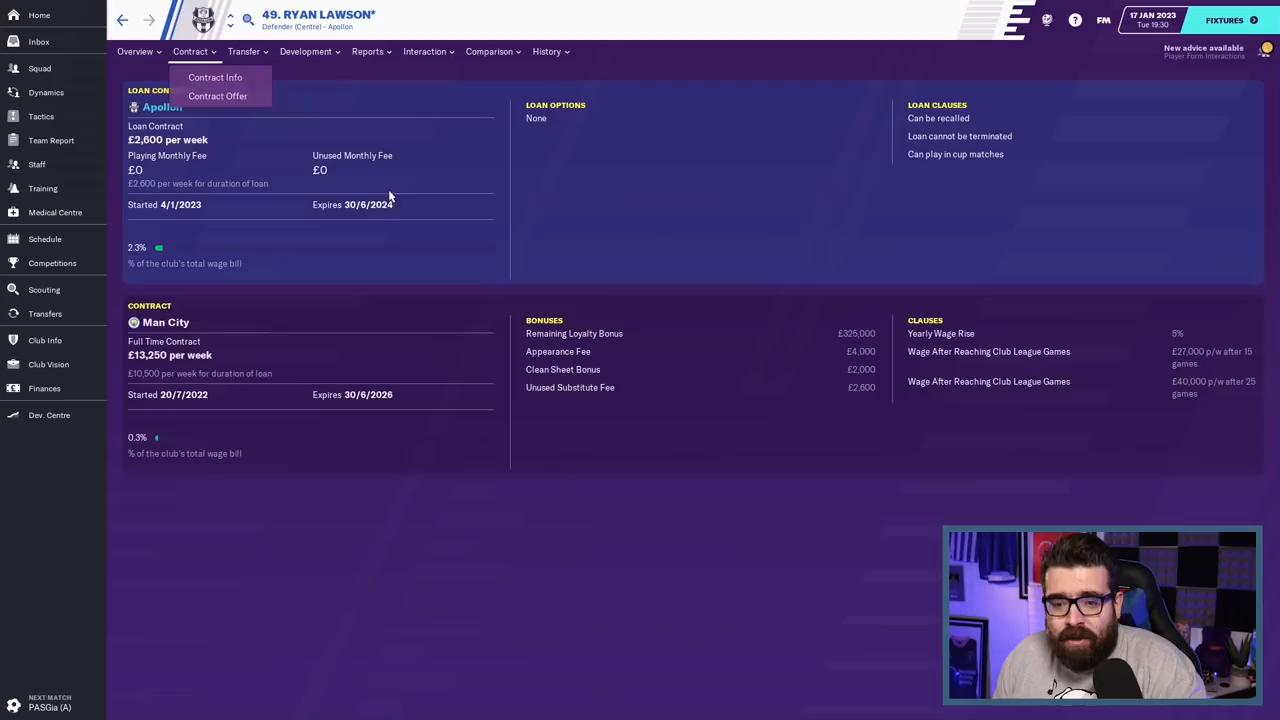 Home
Inbox
Squad
Dynamics
Tactics
Team Report
Staff
Training
Medical Centre
Schedule
Competitions
Scouting
Transfers
Club Info
Club Vision
Finances
Dev. Centre
NEXT MATCH
PASGia (A)
49. RYAN LAWSON*
Defender (Centre) - Apollon
FM
17 JAN 2023
Tue 19:30
FIXTURES
Overview
Contract
Transfer
Development
Reports
Interaction
Comparison
History
New advice available
Player Form Interactions
Contract Info
Contract Offer
LOAN CON
Apollon
Loan Contract
£2,600 per week
Playing Monthly Fee
Unused Monthly Fee
£0
£0
£2,600 per week for duration of loan
Started 4/1/2023
Expires 30/6/2024
2.3%
% of the club's total wage bill
LOAN OPTIONS
None
LOAN CLAUSES
Can be recalled
Loan cannot be terminated
Can play in cup matches
CONTRACT
Man City
Full Time Contract
£13,250 per week
£10,500 per week for duration of loan
Started 20/7/2022
Expires 30/6/2026
0.3%
% of the club's total wage bill
BONUSES
Remaining Loyalty Bonus £325,000
Appearance Fee £4,000
Clean Sheet Bonus £2,000
Unused Substitute Fee £2,600
CLAUSES
Yearly Wage Rise 5%
Wage After Reaching Club League Games £27,000 p/w after 15
games
Wage After Reaching Club League Games £40,000 p/w after 25
games